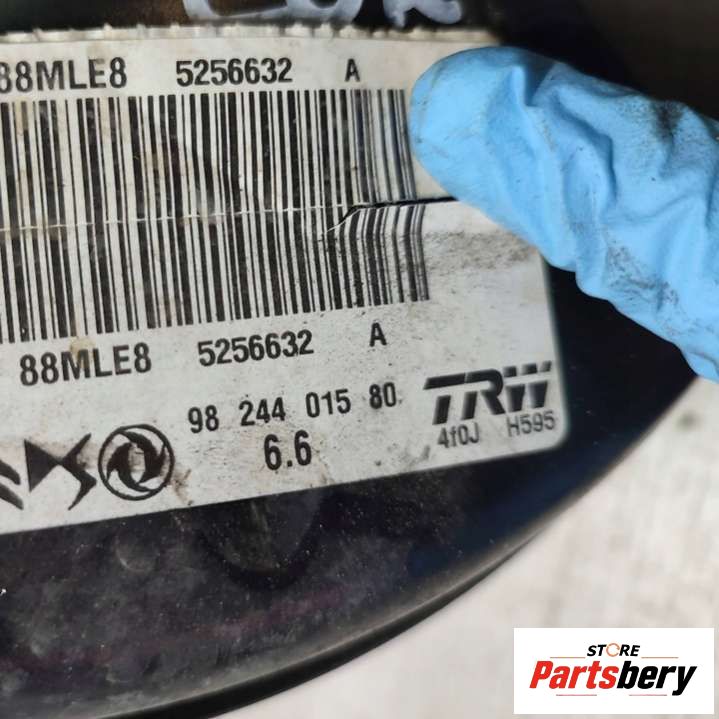 88MLE8 5256632 A
88MLE8 5256632 A
98 244 015 80
6.6
TRW
4f0J H595
STORE
Partsbery